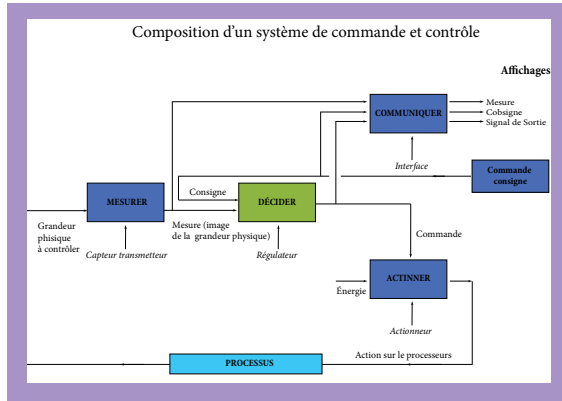 Composition d'un système de commande et contrôle
Affichages
COMMUNIQUER
Mesure
Cobsigne
Signal de Sortie
Interface
Commande
consigne
Consigne
MESURER
DÉCIDER
Grandeur
phisique
à contrôler
Capteur transmetteur
Mesure (image
de la grandeur physique)
Régulateur
Commande
ACTINNER
Énergie
Actionneur
Action sur le processeurs
PROCESSUS